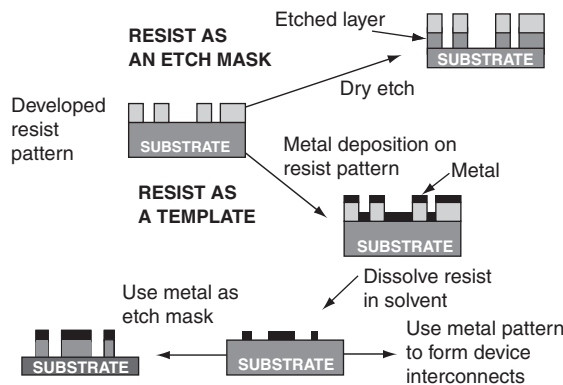 Etched layer
RESIST AS
AN ETCH MASK
SUBSTRATE
Dry etch
Developed
resist
pattern
SUBSTRATE
Metal deposition on
resist pattern
Metal
RESIST AS
A TEMPLATE
SUBSTRATE
Dissolve resist
in solvent
Use metal as
etch mask
SUBSTRATE
SUBSTRATE
Use metal pattern
to form device
interconnects